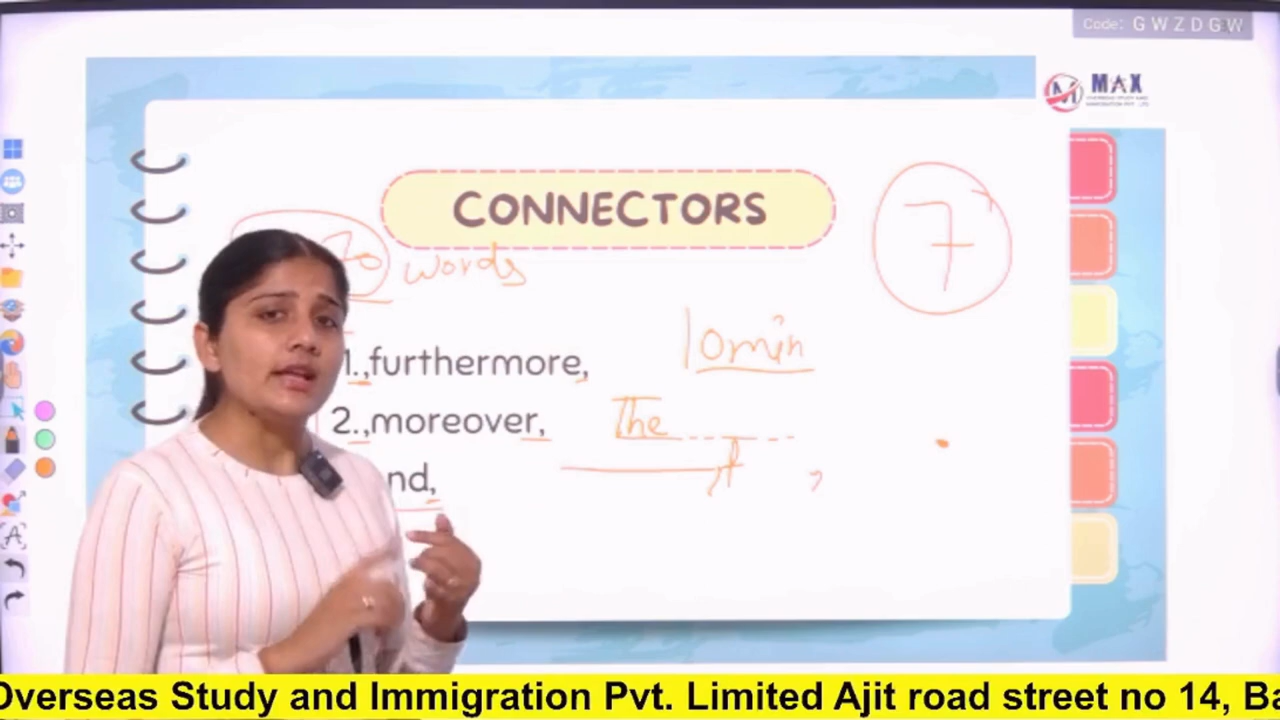 Code: G W Z D G W
MAX
CONNECTORS
7
words
10min
1.,furthermore,
2.,moreover,
The
nd,
Overseas Study and Immigration Pvt. Limited Ajit road street no 14, Ba